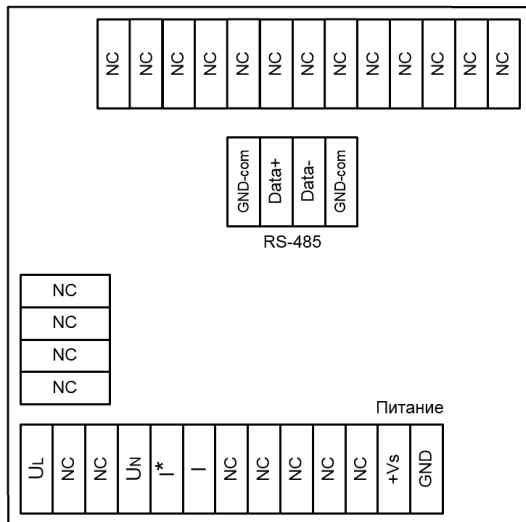 NC NC NC NC NC NC NC NC NC NC NC NC NC
GND-com Data+ Data- GND-com
RS-485
NC
NC
NC
NC
Питание
UL NC NC UN I* I NC NC NC NC NC +Vs GND